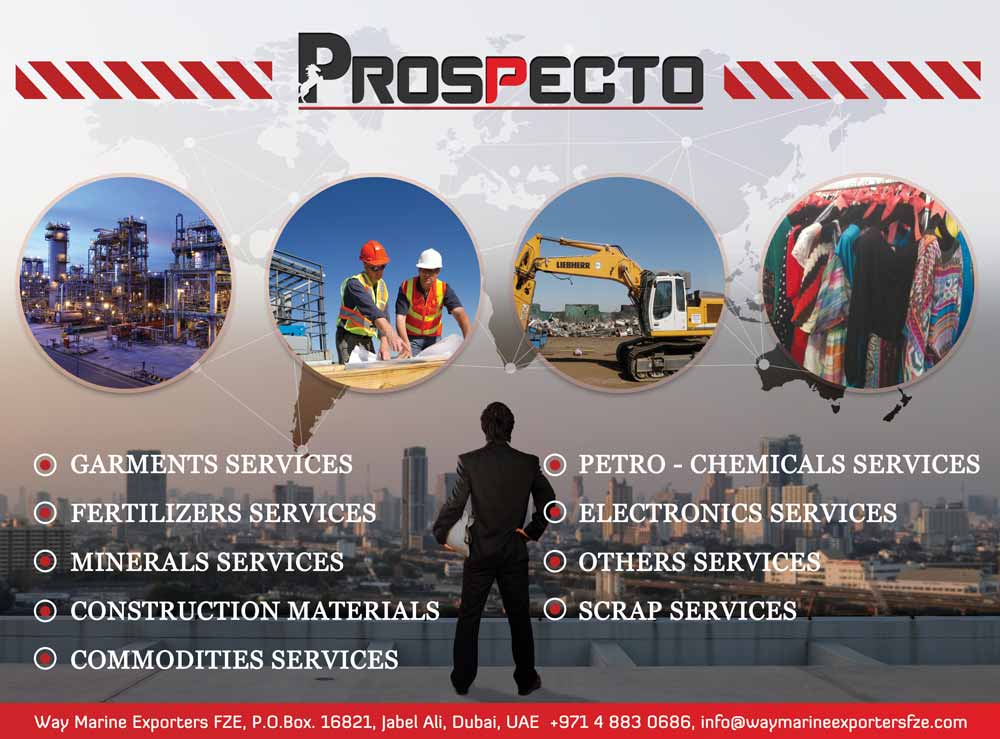 PROSPECTO
LIEBHERR
GARMENTS SERVICES
FERTILIZERS SERVICES
MINERALS SERVICES
CONSTRUCTION MATERIALS
COMMODITIES SERVICES
PETRO - CHEMICALS SERVICES
ELECTRONICS SERVICES
OTHERS SERVICES
SCRAP SERVICES
Way Marine Exporters FZE, P.O.Box. 16821, Jabel Ali, Dubai, UAE +971 4 883 0686, info@waymarineexportersfze.com